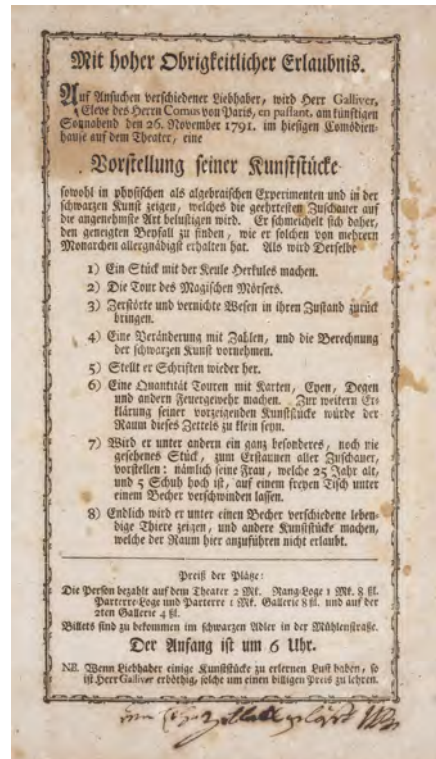 Mit hoher Obrigkeitlicher Erlaubnis.
Auf Ansuchen verschiedener Liebhaber, wird Herr Galliver,
Eleve des Herrn Comus von Paris, en passant, am künftigen
Sonnabend den 26. November 1791. im hiesigen Comödien-
hause auf dem Theater, eine
Vorstellung seiner Kunststücke
sowohl in physischen als algebraischen Experimenten und in der
schwarzen Kunst zeigen, welches die geehrtesten Zuschauer auf
die angenehmste Art belustigen wird. Er schmeichelt sich daher,
den geneigten Beyfall zu finden, wie er solchen von mehrern
Monarchen allergnädigst erhalten hat. Als wird Derselbe
1) Ein Stück mit der Keule Herkules machen.
2) Die Tour des Magischen Mörsers.
3) Zerstörte und vernichte Wesen in ihren Zustand zurück
bringen.
4) Eine Veränderung mit Zahlen, und die Berechnung
der schwarzen Kunst vornehmen.
5) Stellt er Schriften wieder her.
6) Eine Quantität Touren mit Karten, Eyen, Degen
und andern Feuergewehr machen. Zur weitern Er-
klärung seiner vorzeigenden Kunststücke würde der
Raum dieses Zettels zu klein seyn.
7) Wird er unter andern ein ganz besonderes, noch nie
gesehenes Stück, zum Erstaunen aller Zuschauer,
vorstellen: nämlich seine Frau, welche 25 Jahr alt,
und 5 Schuh hoch ist, auf einem freyen Tisch unter
einem Becher verschwinden lassen.
8) Endlich wird er unter einen Becher verschiedene leben-
dige Thiere zeigen, und andere Kunststücke machen,
welche der Raum hier anzuführen nicht erlaubt.
Preiß der Plätze:
Die Person bezahlt auf dem Theater 2 Mk. Rang-Loge 1 Mk. 8 ßl.
Parterre-Loge und Parterre 1 Mk. Gallerie 8 ßl. und auf der
2ten Gallerie 4 ßl.
Billets sind zu bekommen im schwarzen Adler in der Mühlenstraße.
Der Anfang ist um 6 Uhr.
NB. Wenn Liebhaber einige Kunststücke zu erlernen Lust haben, so
ist Herr Galliver erböthig, solche um einen billigen Preis zu lehren.